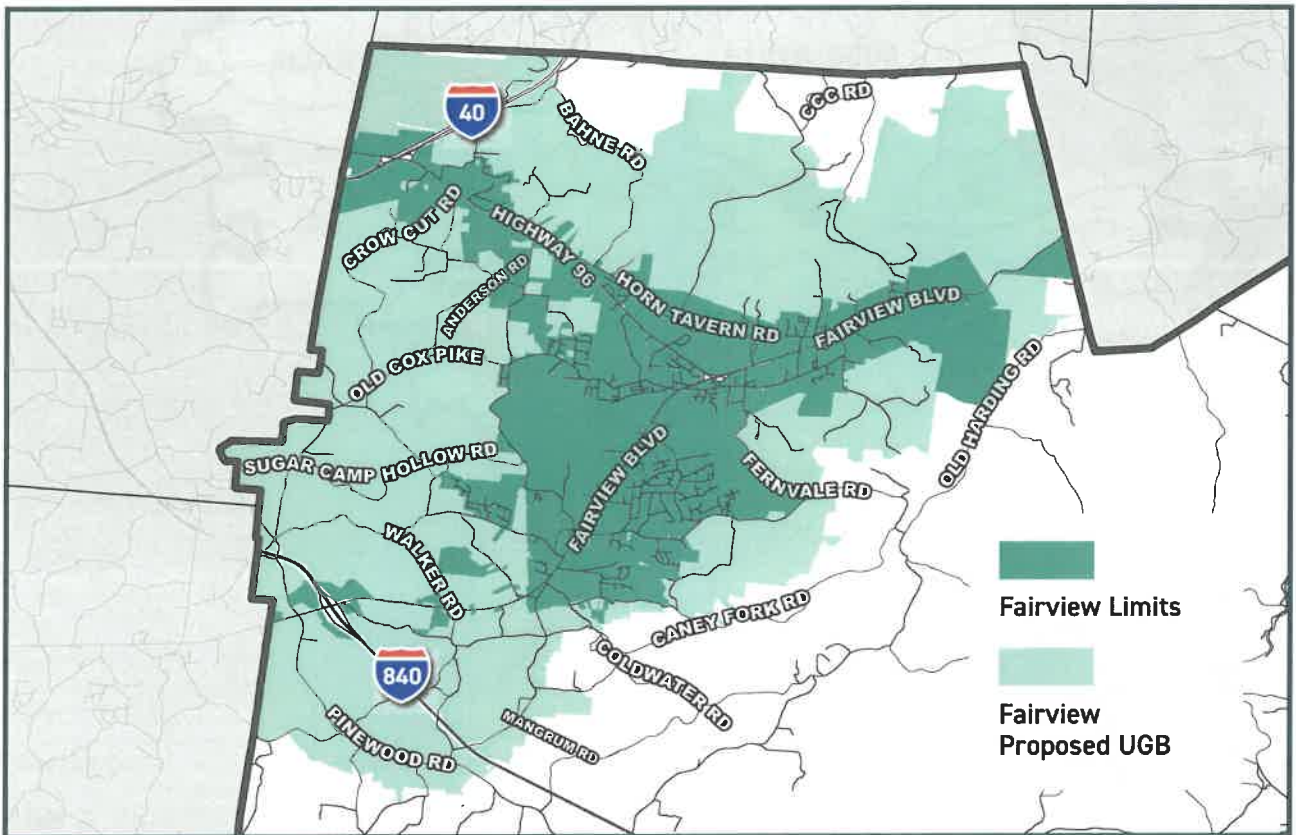 40
BAHNE RD
CCC RD
CROW CUT RD
HIGHWAY 96
ANDERSON RD
HORN TAVERN RD
FAIRVIEW BLVD
OLD COX PIKE
OLD HARDING RD
SUGAR CAMP HOLLOW RD
FAIRVIEW BLVD
FERNVALE RD
WALKER RD
Fairview Limits
CANEY FORK RD
840
COLDWATER RD
PINEWOOD RD
MANGRUM RD
Fairview
Proposed UGB